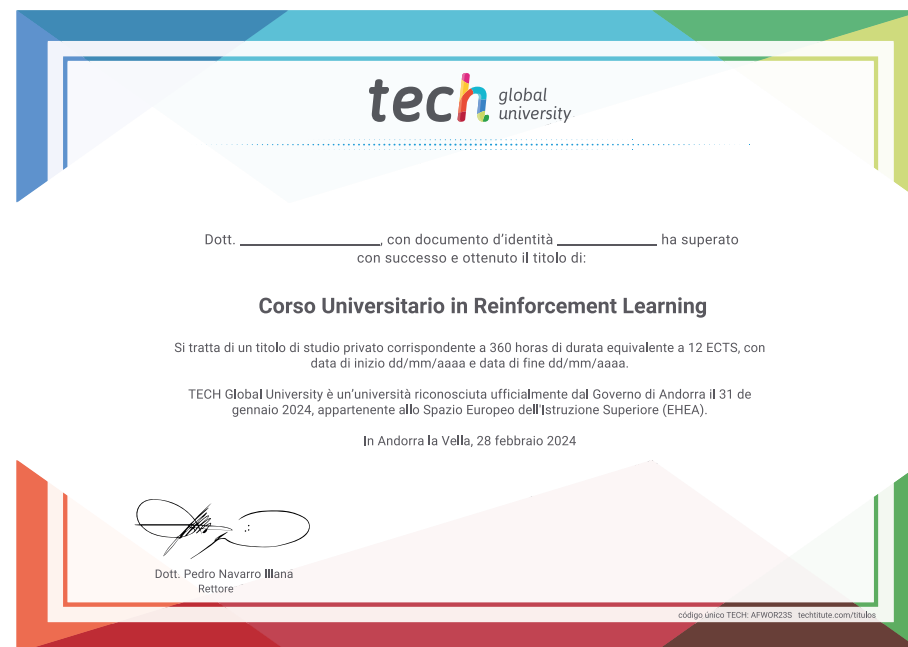 tech global university
Dott. ____________________, con documento d'identità ______________ ha superato
con successo e ottenuto il titolo di:
Corso Universitario in Reinforcement Learning
Si tratta di un titolo di studio privato corrispondente a 360 horas di durata equivalente a 12 ECTS, con
data di inizio dd/mm/aaaa e data di fine dd/mm/aaaa.
TECH Global University è un'università riconosciuta ufficialmente dal Governo di Andorra il 31 de
gennaio 2024, appartenente allo Spazio Europeo dell'Istruzione Superiore (EHEA).
In Andorra la Vella, 28 febbraio 2024
Dott. Pedro Navarro Illana
Rettore
código único TECH: AFWOR23S techtitute.com/titulos